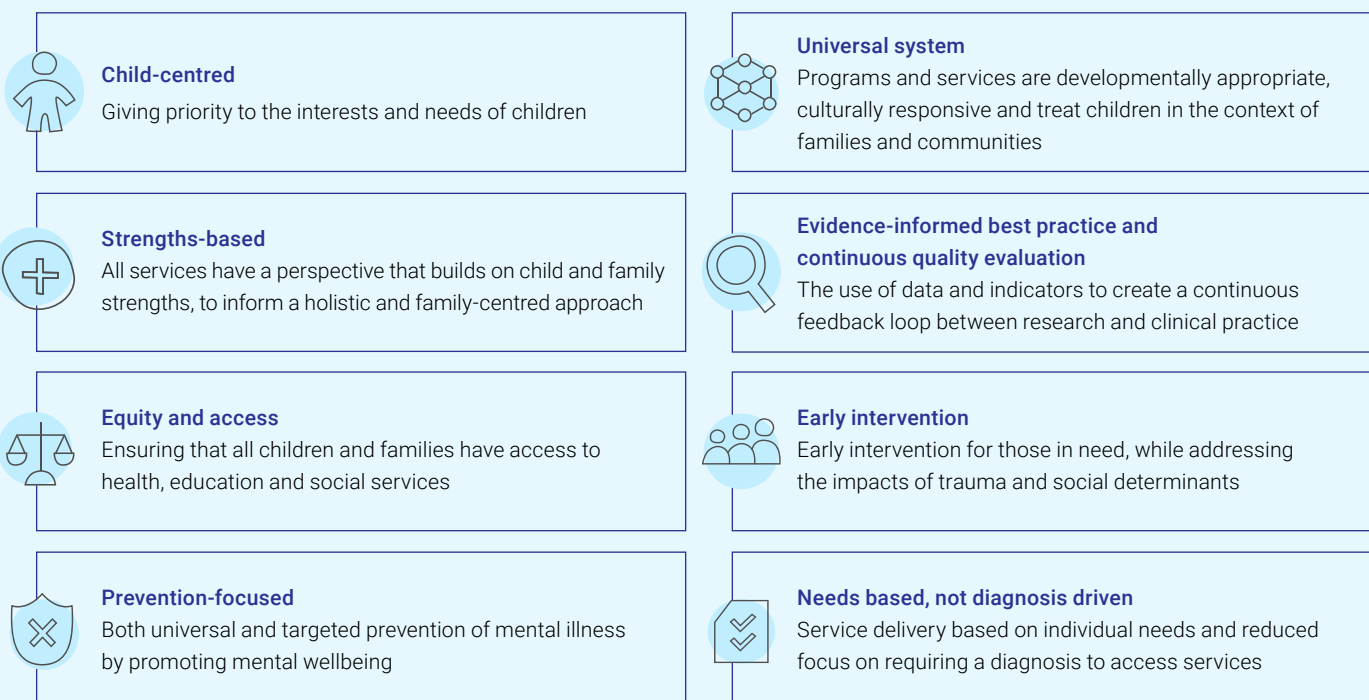 Child-centred
Giving priority to the interests and needs of children
Universal system
Programs and services are developmentally appropriate,
culturally responsive and treat children in the context of
families and communities
Strengths-based
All services have a perspective that builds on child and family
strengths, to inform a holistic and family-centred approach
Evidence-informed best practice and
continuous quality evaluation
The use of data and indicators to create a continuous
feedback loop between research and clinical practice
Equity and access
Ensuring that all children and families have access to
health, education and social services
Early intervention
Early intervention for those in need, while addressing
the impacts of trauma and social determinants
Prevention-focused
Both universal and targeted prevention of mental illness
by promoting mental wellbeing
Needs based, not diagnosis driven
Service delivery based on individual needs and reduced
focus on requiring a diagnosis to access services